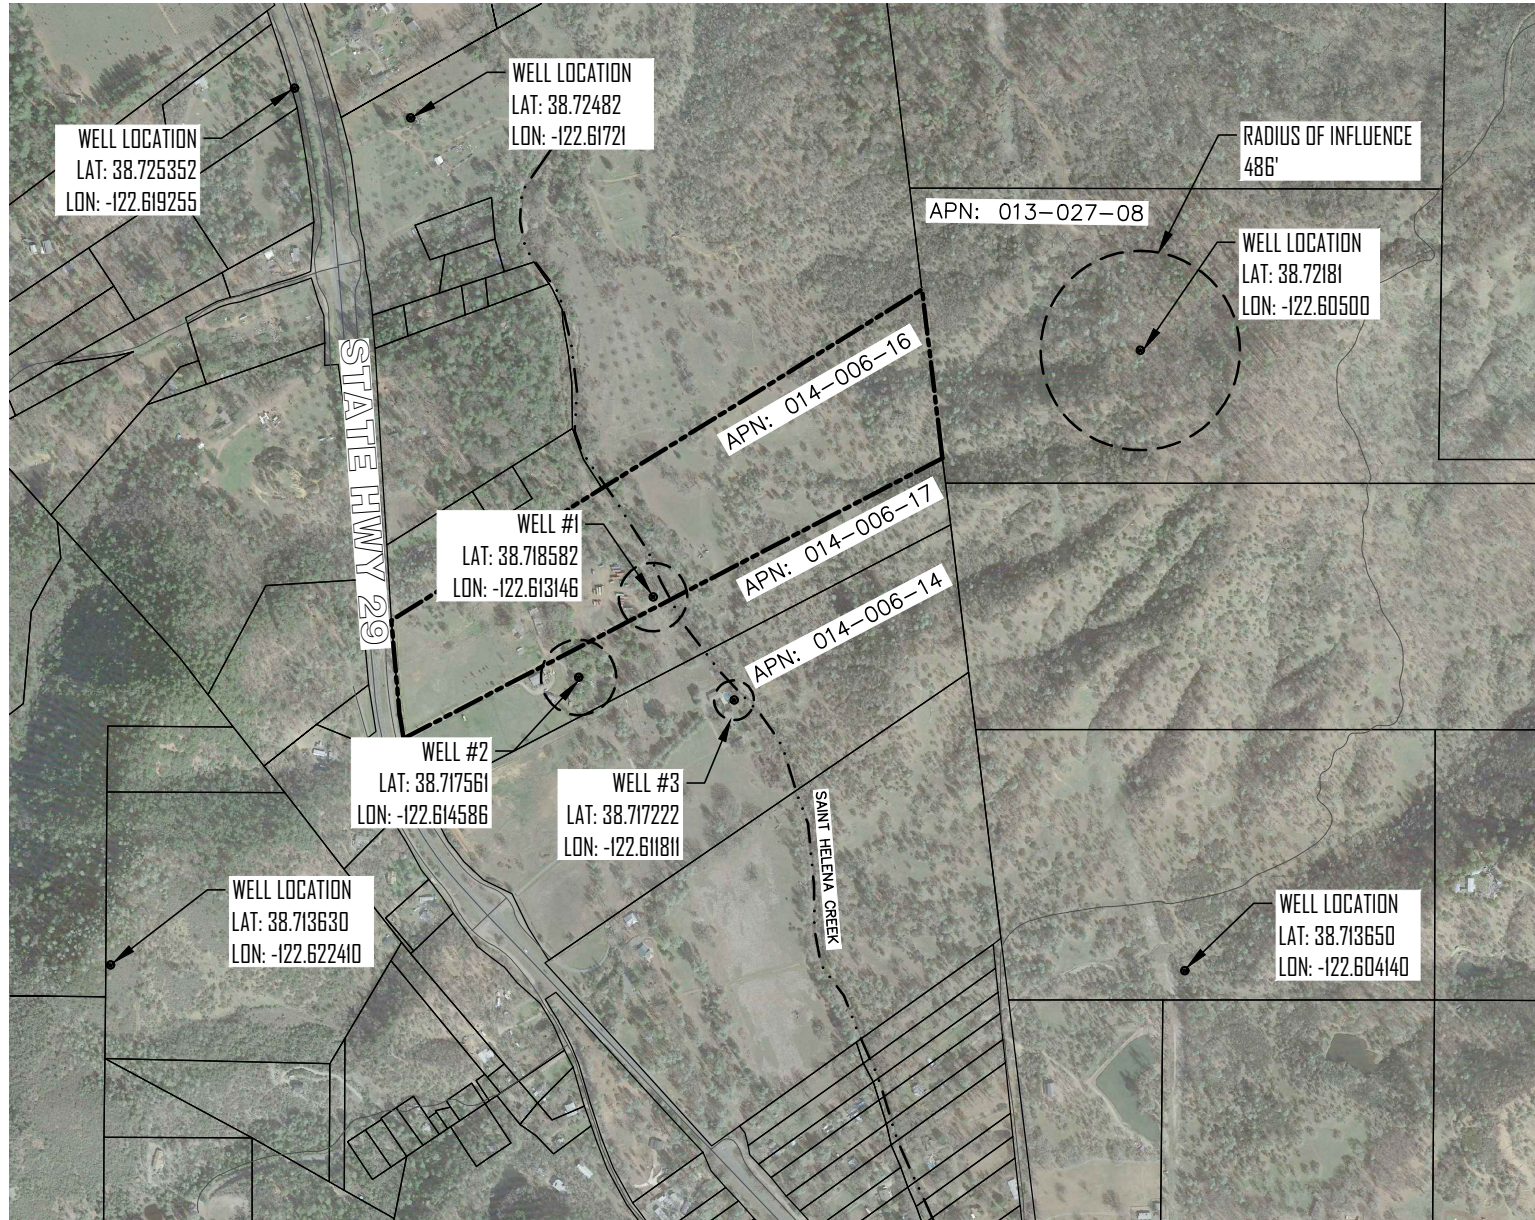 WELL LOCATION
LAT: 38.72482
LON: -122.61721
WELL LOCATION
LAT: 38.725352
LON: -122.619255
RADIUS OF INFLUENCE
486'
APN: 013-027-08
WELL LOCATION
LAT: 38.72181
LON: -122.60500
STATE HWY 29
APN: 014-006-16
APN: 014-006-17
WELL #1
LAT: 38.718582
LON: -122.613146
APN: 014-006-14
WELL #2
LAT: 38.717561
LON: -122.614586
WELL #3
LAT: 38.717222
LON: -122.611811
SAINT HELENA CREEK
WELL LOCATION
LAT: 38.713630
LON: -122.622410
WELL LOCATION
LAT: 38.713650
LON: -122.604140